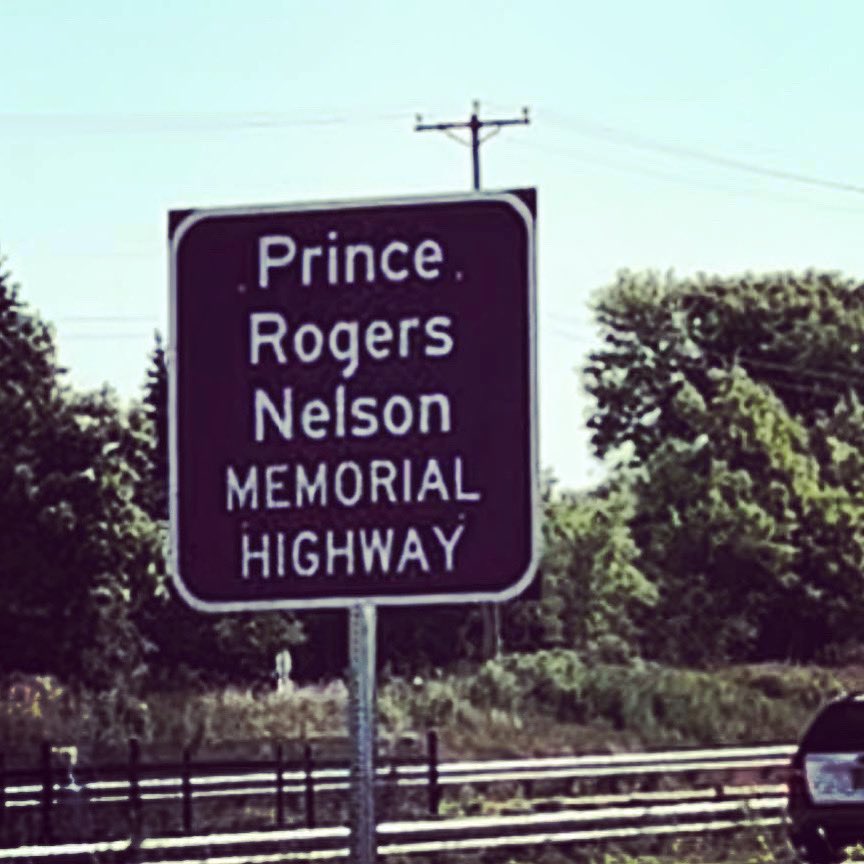 Prince
Rogers
Nelson
MEMORIAL
HIGHWAY